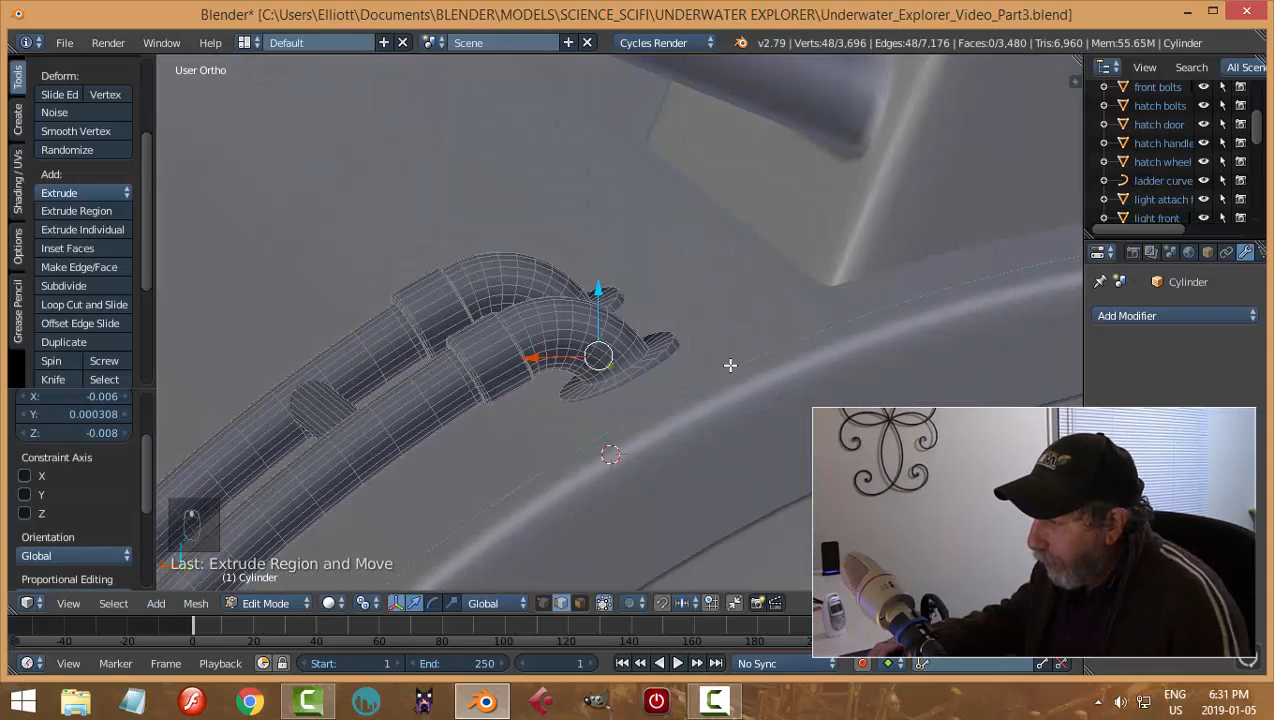 Blender* [C:\Users\Elliott\Documents\BLENDER\MODELS\SCIENCE_SCIFI\UNDERWATER EXPLORER\Underwater_Explorer_Video_Part3.blend]
File Render Window Help Default Scene Cycles Render v2.79 | Verts:48/3,696 | Edges:48/7,176 | Faces:0/3,480 | Tris:6,960 | Mem:55.65M | Cylinder
Tools
Create
Shading / UVs
Options
Grease Pencil
Deform:
Slide Ed Vertex
Noise
Smooth Vertex
Randomize
Add:
Extrude
Extrude Region
Extrude Individual
Inset Faces
Make Edge/Face
Subdivide
Loop Cut and Slide
Offset Edge Slide
Duplicate
Spin Screw
Knife Select
X: -0.006
Y: 0.000308
Z: -0.008
Constraint Axis
X
Y
Z
Orientation
Global
Proportional Editing
User Ortho
Last: Extrude Region and Move
(1) Cylinder
View Search All Scen
front bolts
hatch bolts
hatch door
hatch handle
hatch wheel
ladder curve
light attach
light front
Cylinder
Add Modifier
View Select Add Mesh Edit Mode Global
-40 -20 0 20 40 60 80 100 120 140 160 180
View Marker Frame Playback Start: 1 End: 250 1 No Sync
ENG
US
6:31 PM
2019-01-05